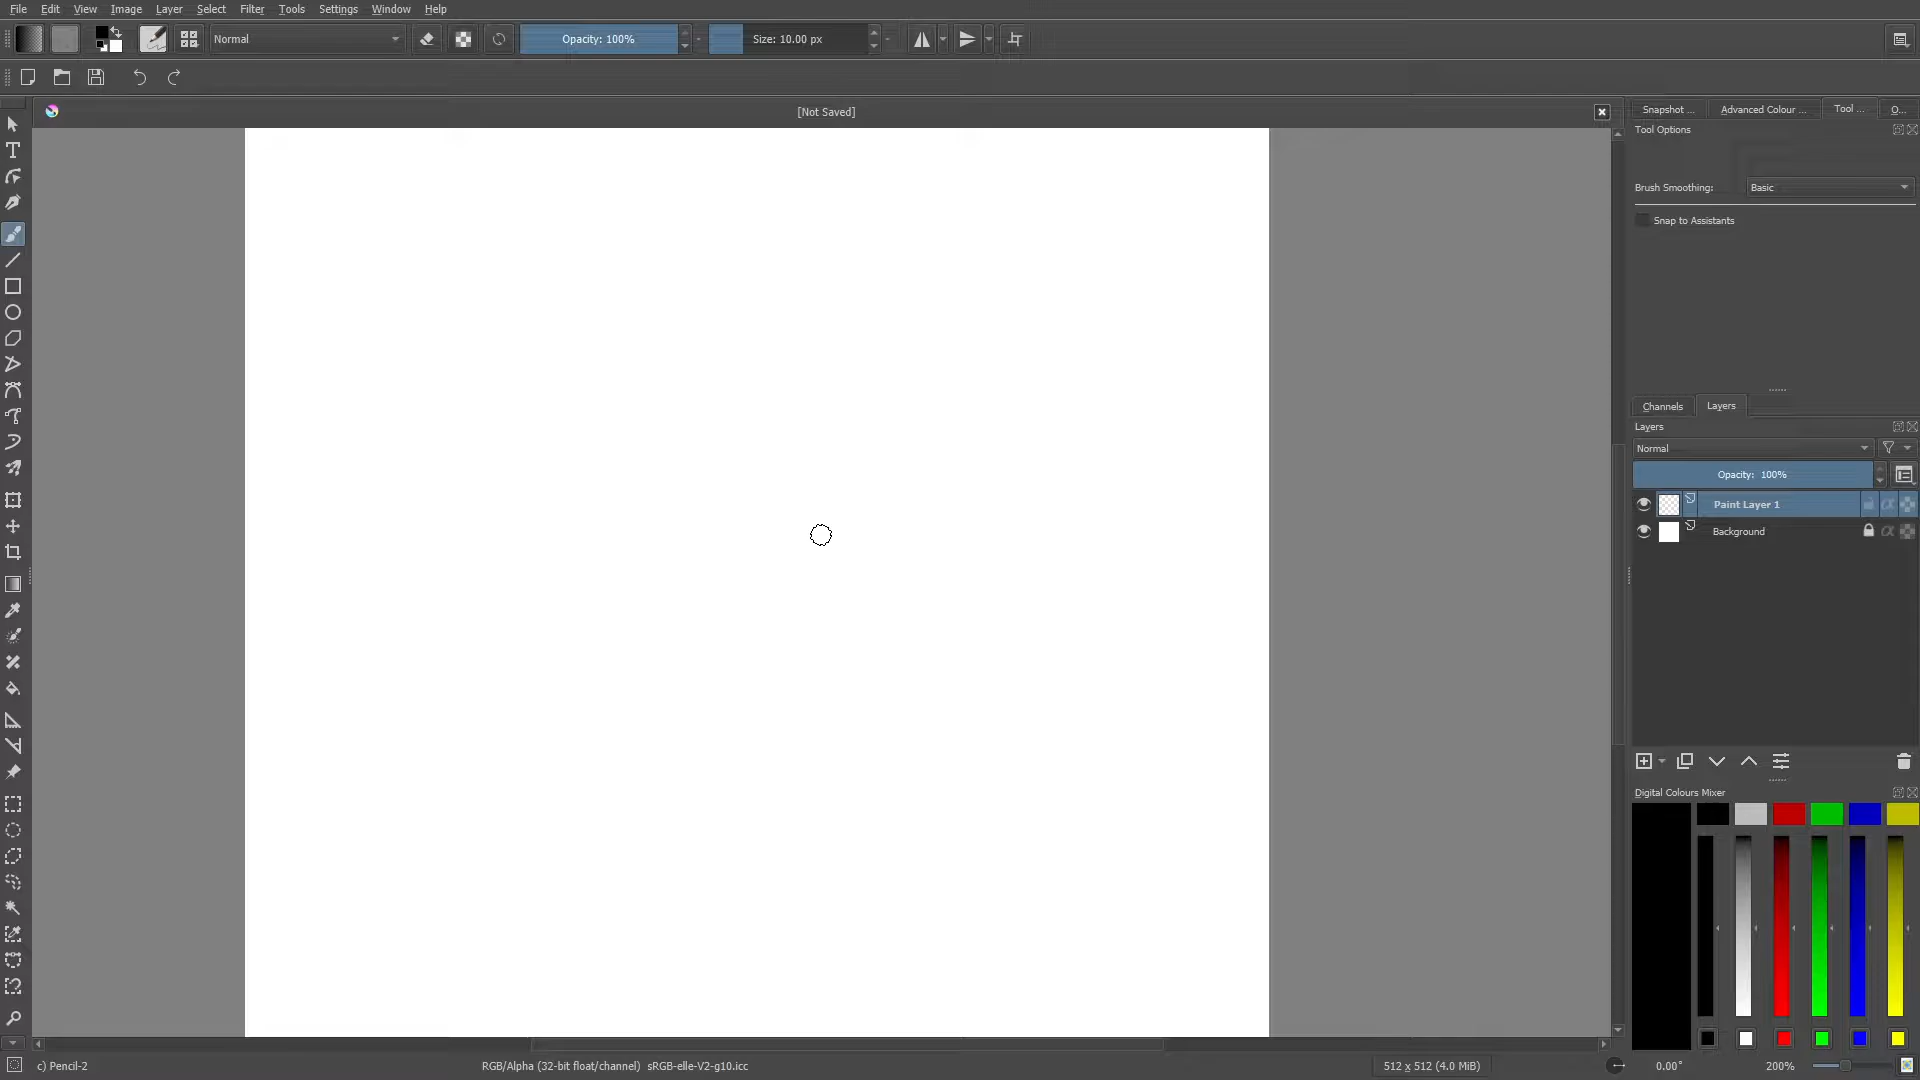 File Edit View Image Layer Select Filter Tools Settings Window Help
Normal Opacity: 100% Size: 10.00 px
[Not Saved]
Snapshot ... Advanced Colour ... Tool ... O...
Tool Options
Brush Smoothing: Basic
Snap to Assistants
Channels Layers
Layers
Normal
Opacity: 100%
Paint Layer 1
Background
Digital Colours Mixer
c) Pencil-2 RGB/Alpha (32-bit float/channel) sRGB-elle-V2-g10.icc 512 x 512 (4.0 MiB) 0.00° 200%